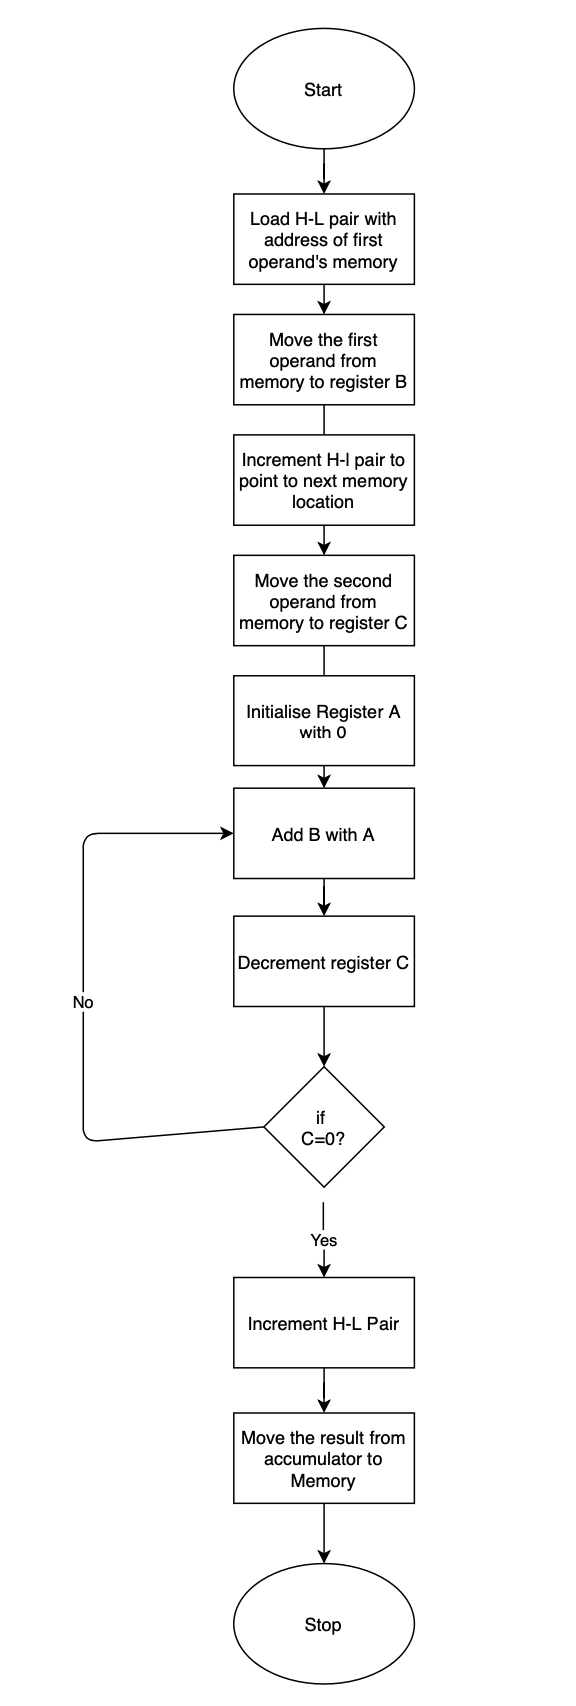 Start
Load H-L pair with
address of first
operand's memory
Move the first
operand from
memory to register B
Increment H-l pair to
point to next memory
location
Move the second
operand from
memory to register C
Initialise Register A
with 0
Add B with A
Decrement register C
No
if
C=0?
Yes
Increment H-L Pair
Move the result from
accumulator to
Memory
Stop